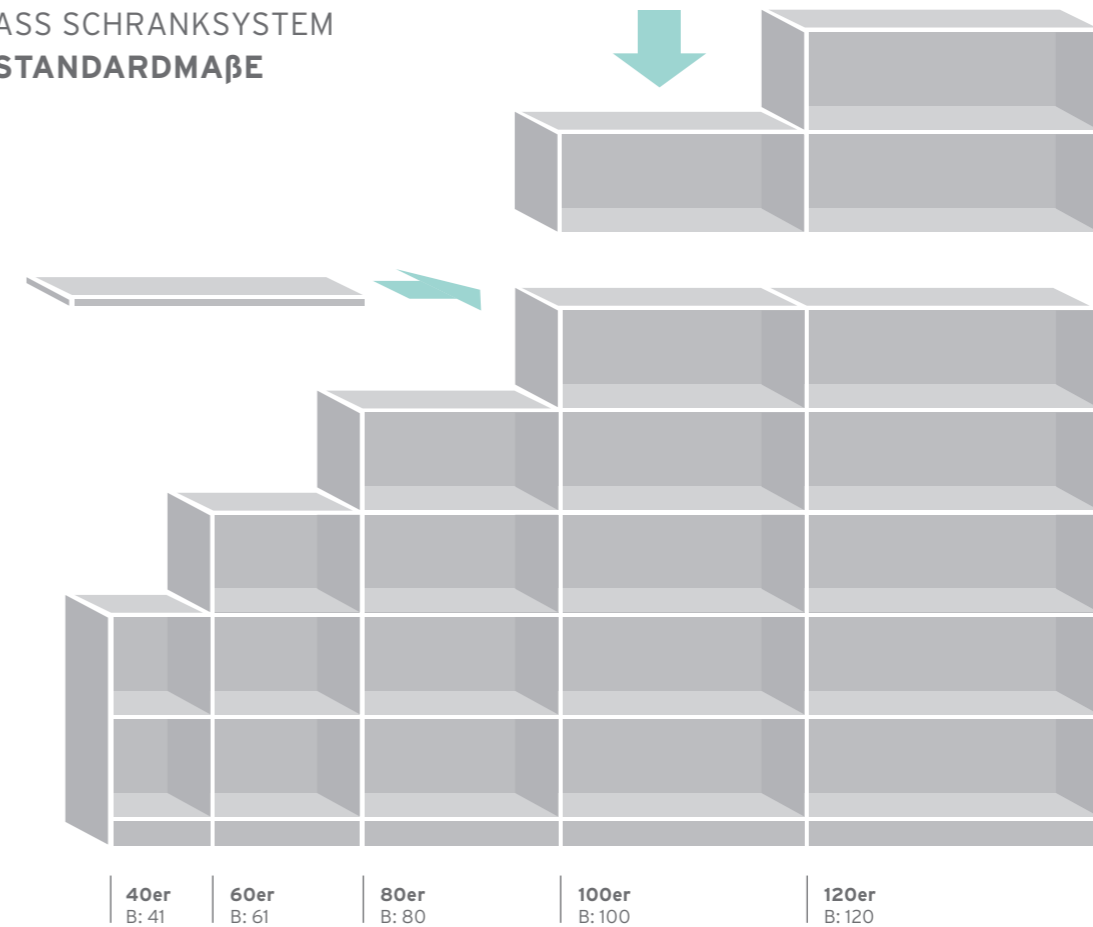 ASS SCHRANKSYSTEM
STANDARDMAßE
40er
B: 41
60er
B: 61
80er
B: 80
100er
B: 100
120er
B: 120